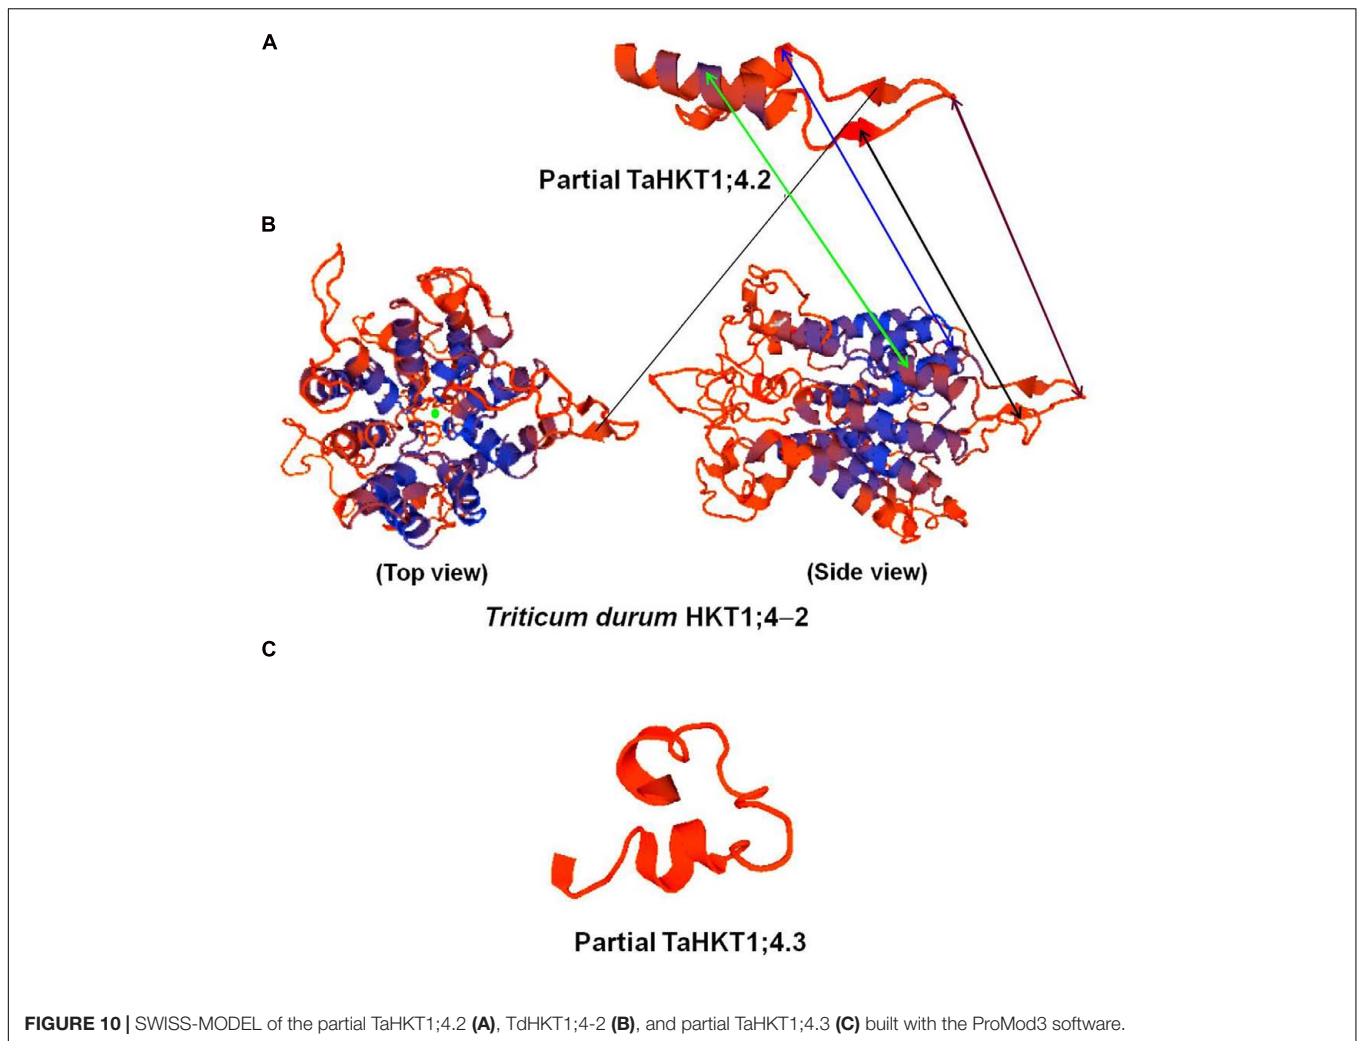 A
Partial TaHKT1;4.2
B
(Top view)
(Side view)
Triticum durum HKT1;4–2
C
Partial TaHKT1;4.3
FIGURE 10 | SWISS-MODEL of the partial TaHKT1;4.2 (A), TdHKT1;4-2 (B), and partial TaHKT1;4.3 (C) built with the ProMod3 software.